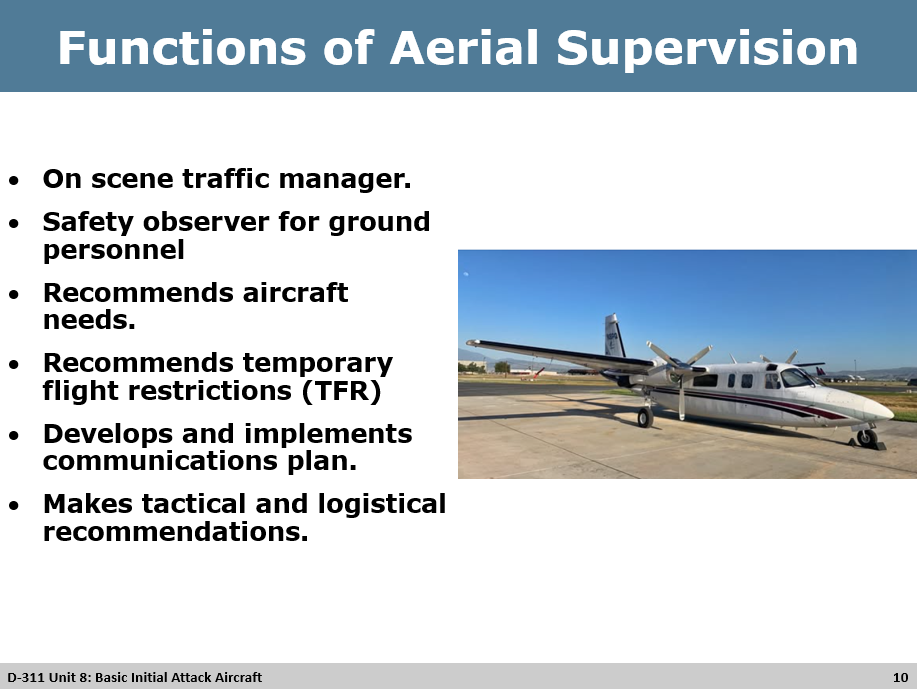 Functions of Aerial Supervision
• On scene traffic manager.
• Safety observer for ground
personnel
• Recommends aircraft
needs.
• Recommends temporary
flight restrictions (TFR)
• Develops and implements
communications plan.
• Makes tactical and logistical
recommendations.
D-311 Unit 8: Basic Initial Attack Aircraft
10